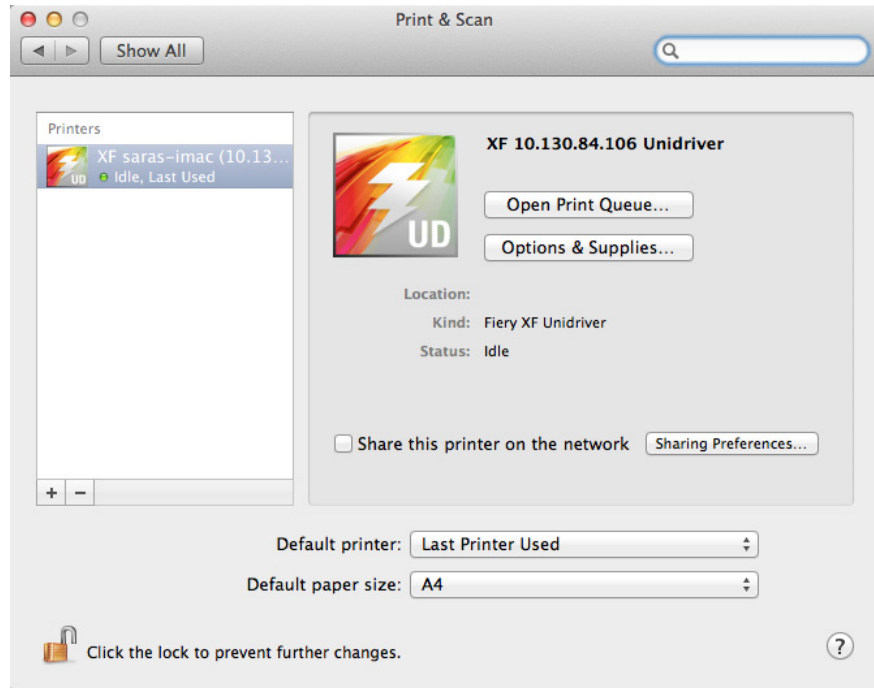 Print & Scan
Show All
Printers
XF saras-imac (10.13...
Idle, Last Used
UD
XF 10.130.84.106 Unidriver
UD
Open Print Queue...
Options & Supplies...
Location:
Kind: Fiery XF Unidriver
Status: Idle
Share this printer on the network Sharing Preferences...
+ −
Default printer: Last Printer Used
Default paper size: A4
Click the lock to prevent further changes. ?